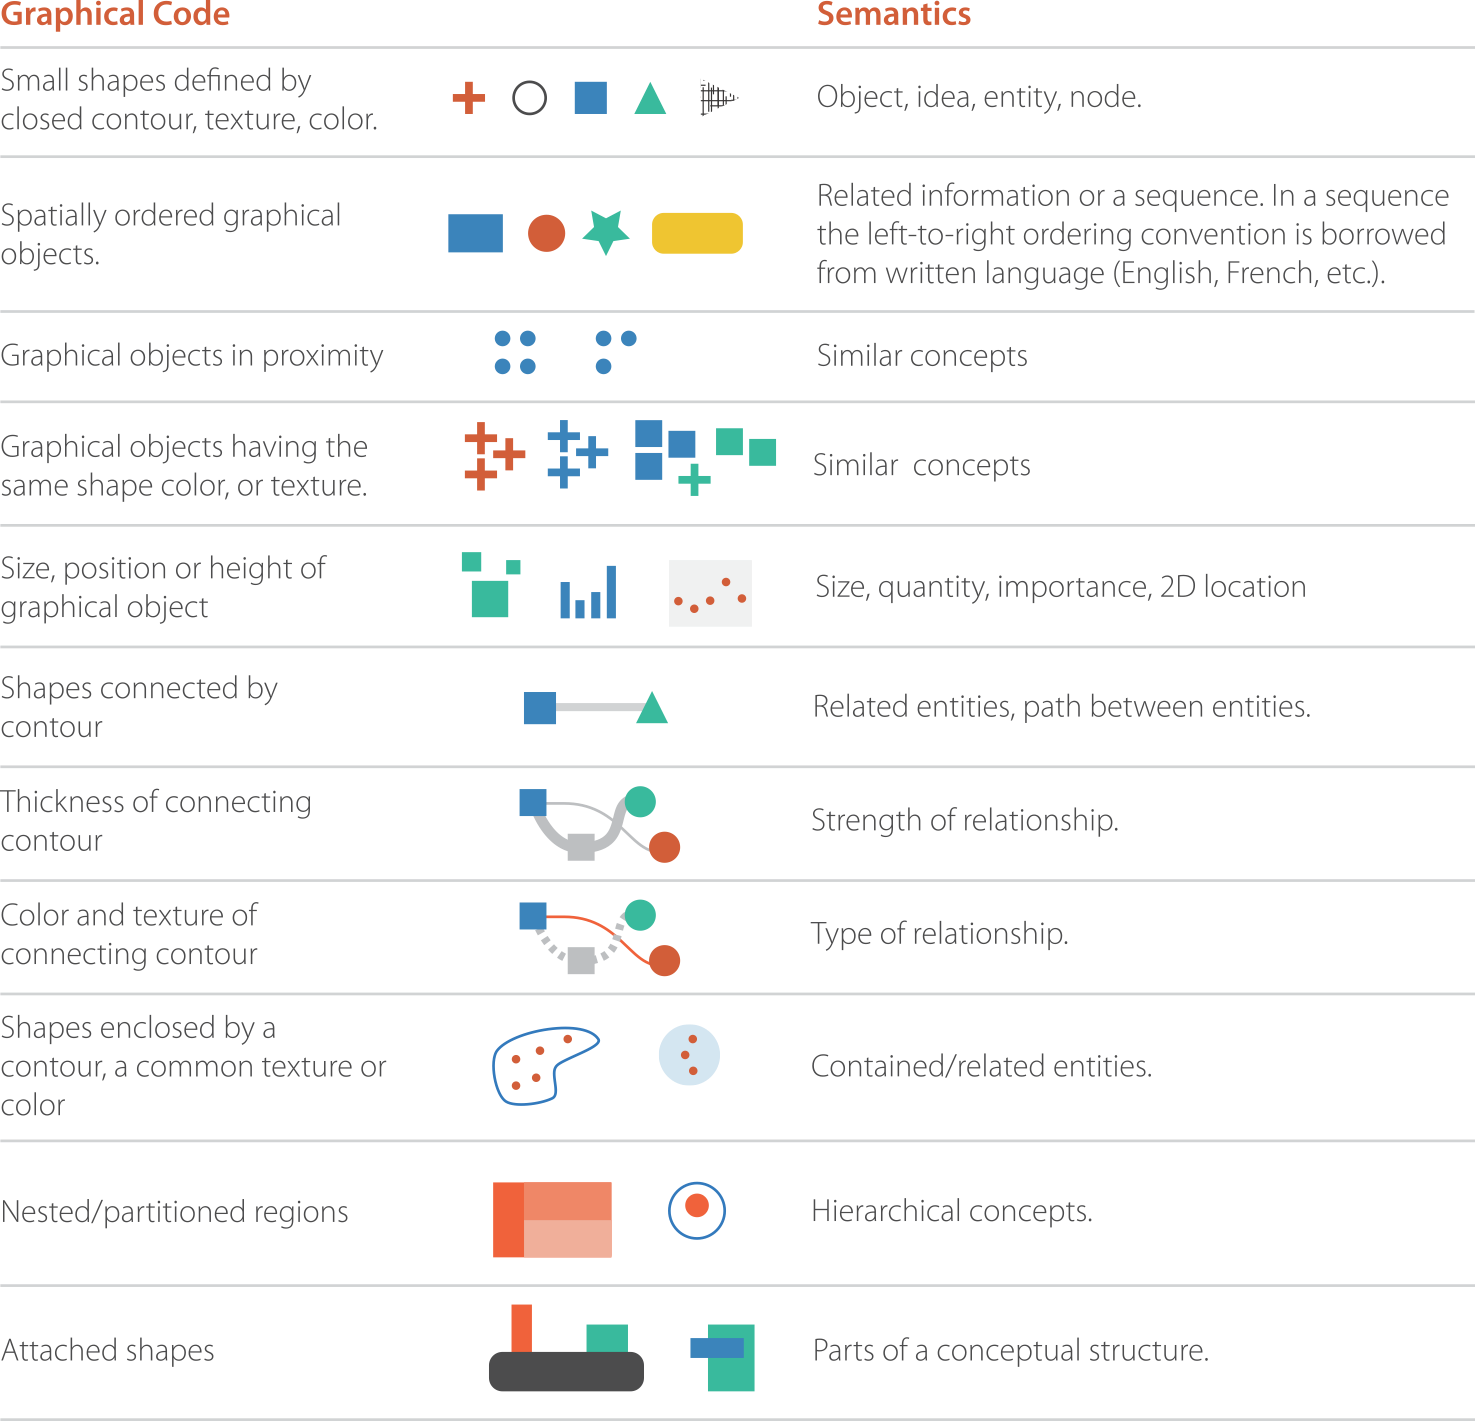 Graphical Code
Semantics
Small shapes defined by
closed contour, texture, color.
Object, idea, entity, node.
Spatially ordered graphical
objects.
Related information or a sequence. In a sequence
the left-to-right ordering convention is borrowed
from written language (English, French, etc.).
Graphical objects in proximity
Similar concepts
Graphical objects having the
same shape color, or texture.
Similar  concepts
Size, position or height of
graphical object
Size, quantity, importance, 2D location
Shapes connected by
contour
Related entities, path between entities.
Thickness of connecting
contour
Strength of relationship.
Color and texture of
connecting contour
Type of relationship.
Shapes enclosed by a
contour, a common texture or
color
Contained/related entities.
Nested/partitioned regions
Hierarchical concepts.
Attached shapes
Parts of a conceptual structure.